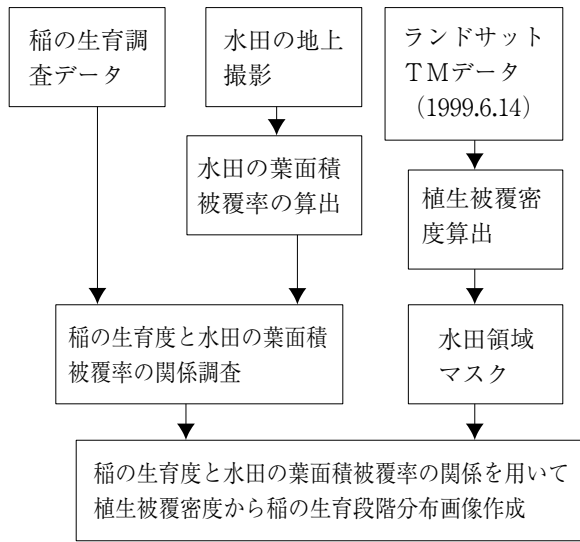 稲の生育調
査データ
水田の地上
撮影
ランドサット
ＴＭデータ
(1999.6.14)
水田の葉面積
被覆率の算出
植生被覆密
度算出
稲の生育度と水田の葉面積
被覆率の関係調査
水田領域
マスク
稲の生育度と水田の葉面積被覆率の関係を用いて
植生被覆密度から稲の生育段階分布画像作成